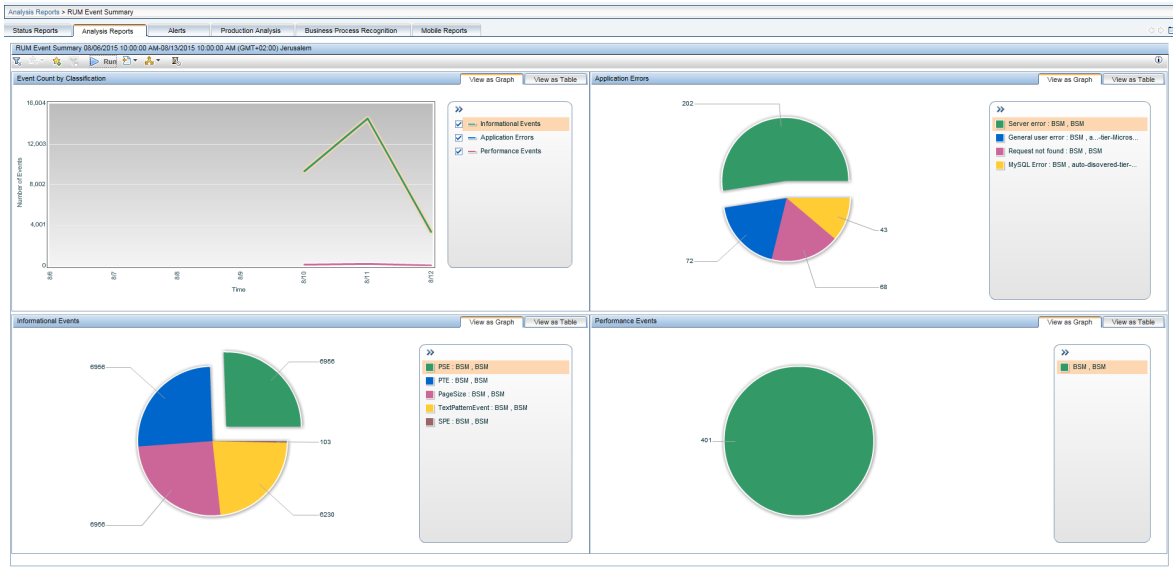 Analysis Reports > RUM Event Summary
Status Reports
Analysis Reports
Alerts
Production Analysis
Business Process Recognition
Mobile Reports
RUM Event Summary 08/06/2015 10:00:00 AM-08/13/2015 10:00:00 AM (GMT+02:00) Jerusalem
Run
Event Count by Classification
View as Graph
View as Table
16,004
12,003
8,002
4,001
0
Number of Events
8/6
8/7
8/8
8/9
8/10
8/11
8/12
Time
Informational Events
Application Errors
Performance Events
Application Errors
View as Graph
View as Table
202
43
72
68
Server error : BSM , BSM
General user error : BSM , a...-tier-Micros...
Request not found : BSM , BSM
MySQL Error : BSM , auto-disovered-tier-...
Informational Events
View as Graph
View as Table
6956
6956
103
6956
6230
PSE : BSM , BSM
PTE : BSM , BSM
PageSize : BSM , BSM
TextPatternEvent : BSM , BSM
SPE : BSM , BSM
Performance Events
View as Graph
View as Table
401
BSM , BSM